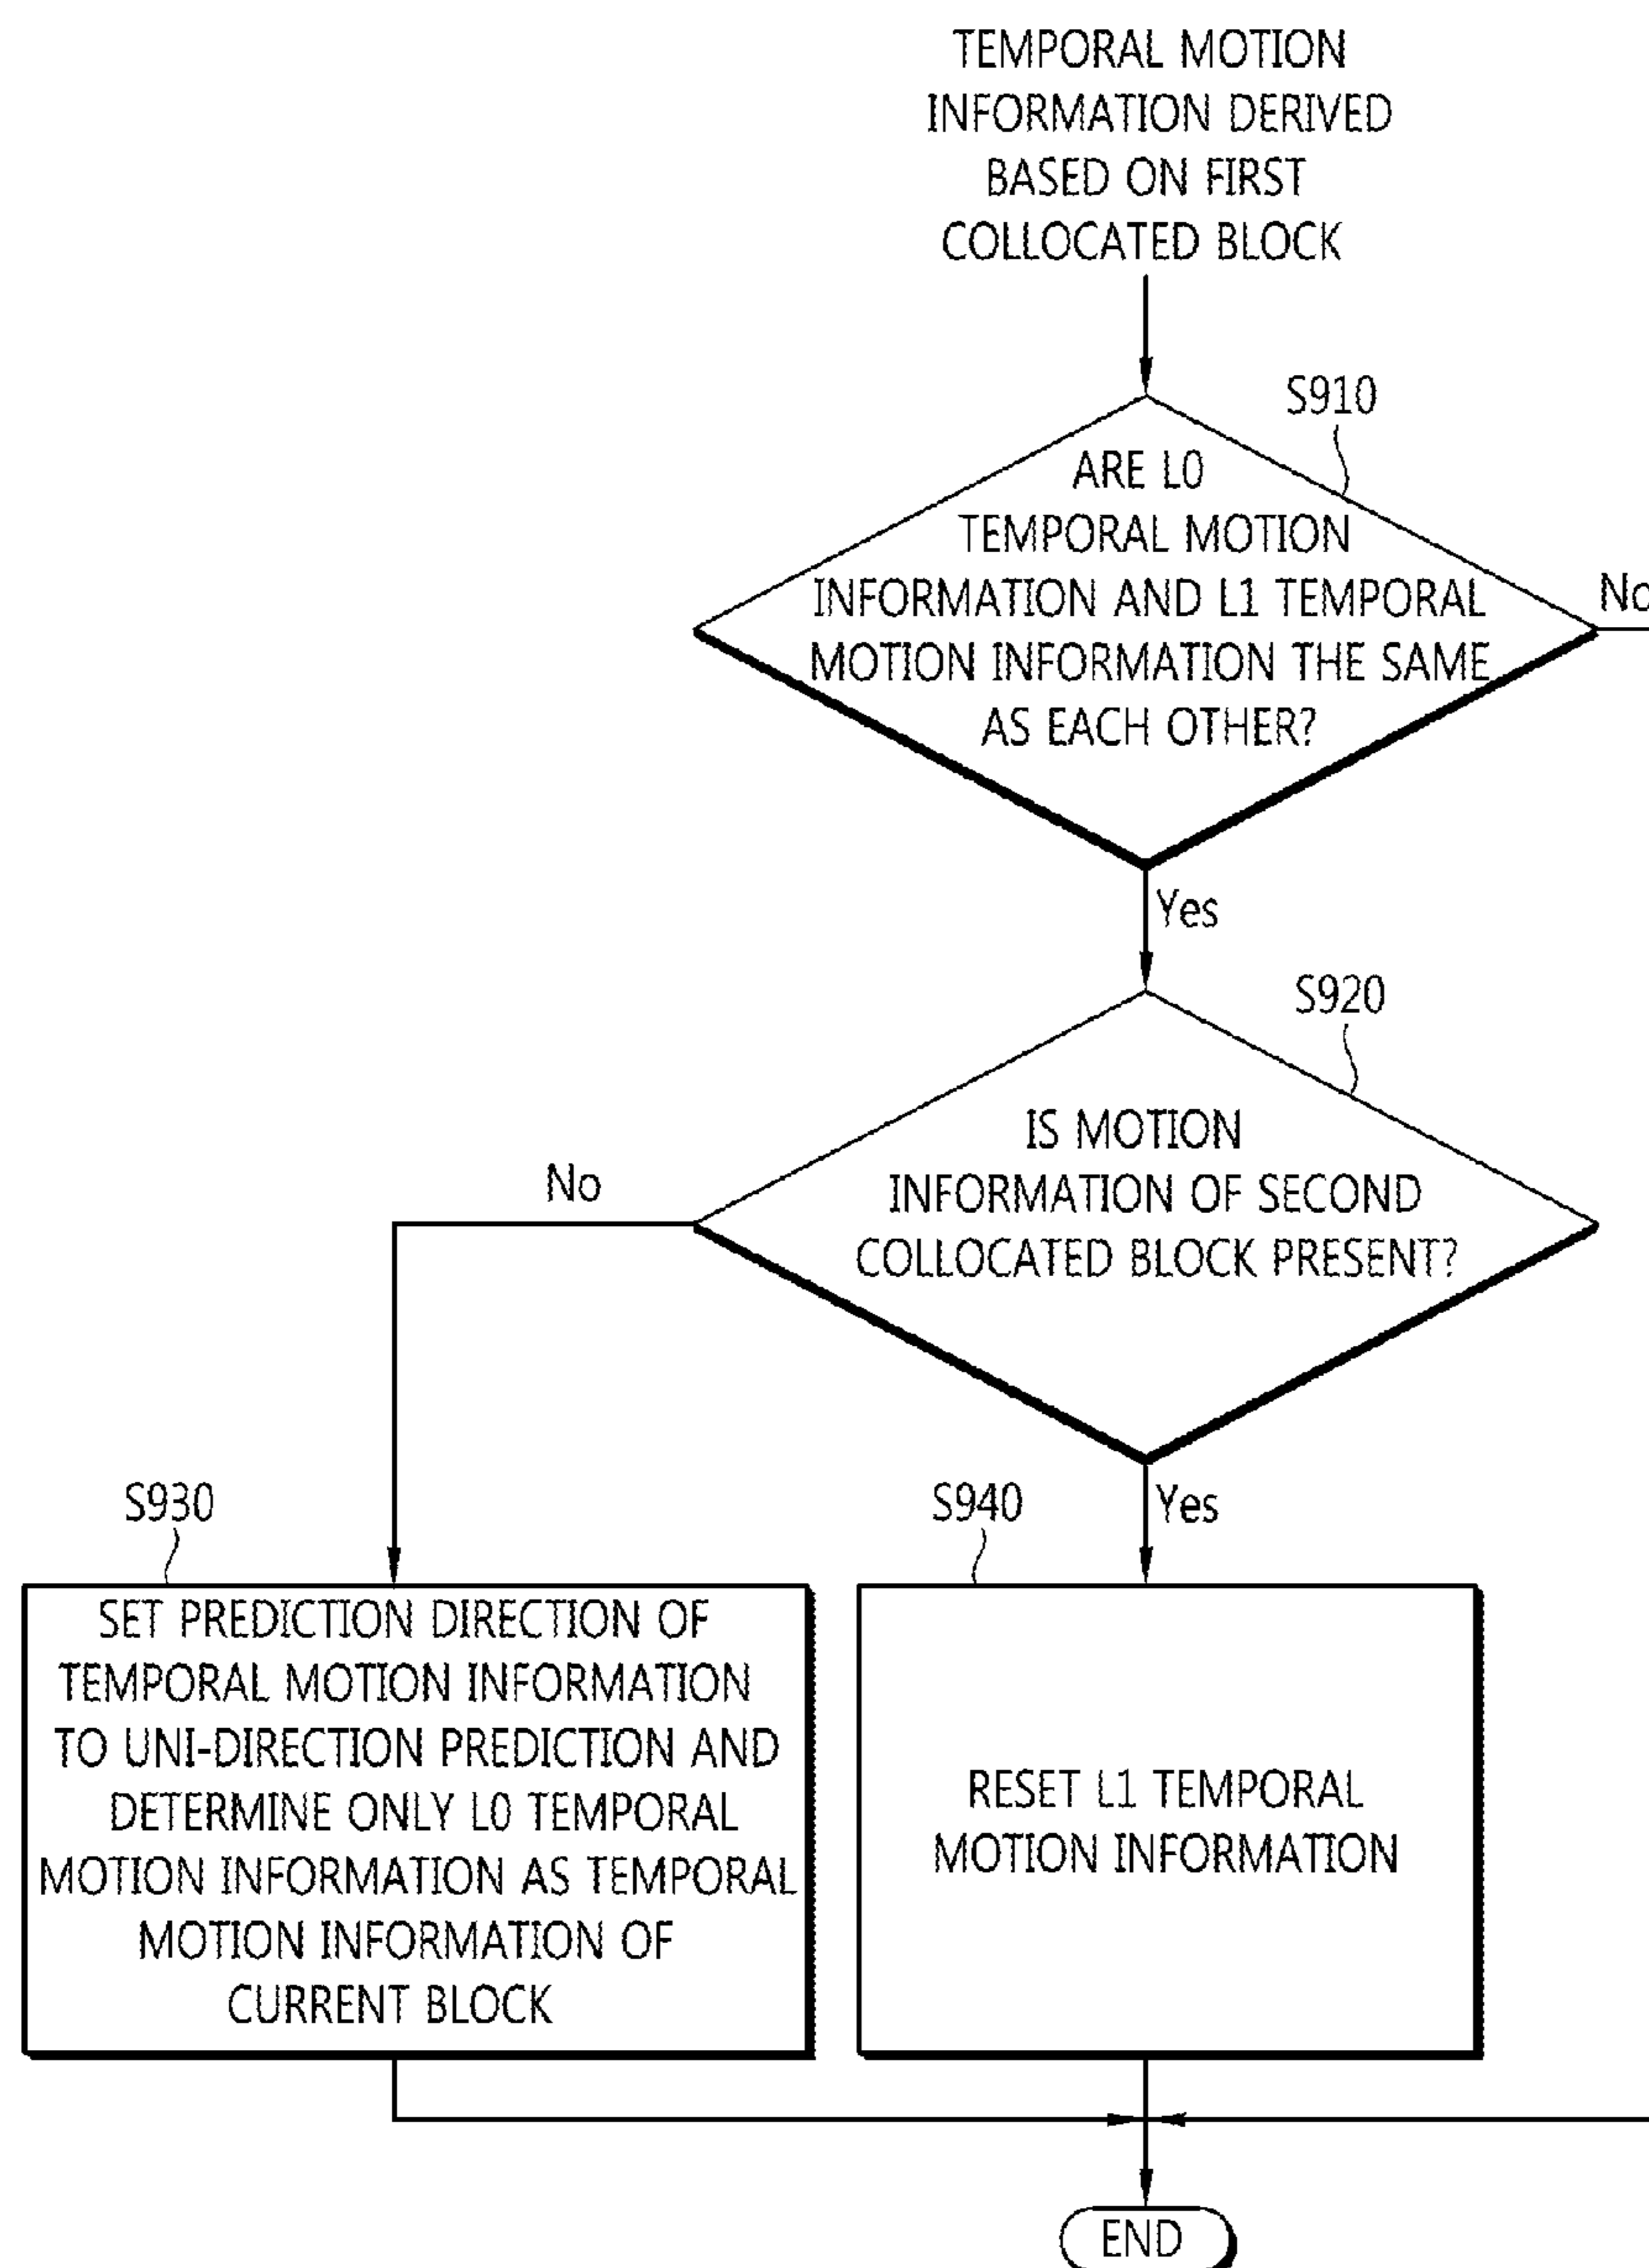 TEMPORAL MOTION
INFORMATION DERIVED
BASED ON FIRST
COLLOCATED BLOCK
S910
ARE L0
TEMPORAL MOTION
INFORMATION AND L1 TEMPORAL
MOTION INFORMATION THE SAME
AS EACH OTHER?
No
Yes
S920
IS MOTION
INFORMATION OF SECOND
COLLOCATED BLOCK PRESENT?
No
Yes
S930
SET PREDICTION DIRECTION OF
TEMPORAL MOTION INFORMATION
TO UNI-DIRECTION PREDICTION AND
DETERMINE ONLY L0 TEMPORAL
MOTION INFORMATION AS TEMPORAL
MOTION INFORMATION OF
CURRENT BLOCK
S940
RESET L1 TEMPORAL
MOTION INFORMATION
END